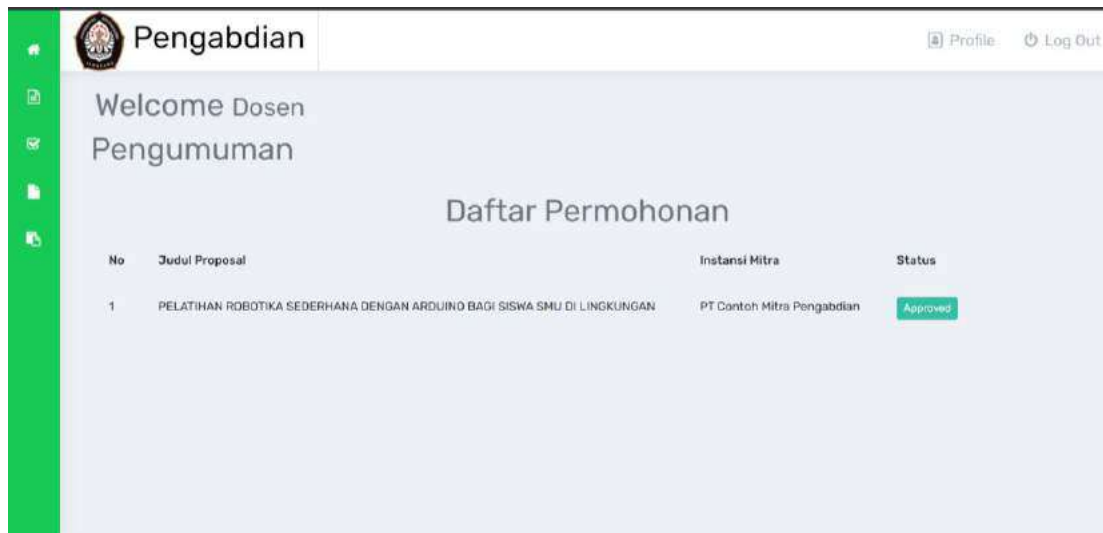 Pengabdian
Profile
Log Out
Welcome Dosen
Pengumuman
Daftar Permohonan
No Judul Proposal Instansi Mitra Status
1 PELATIHAN ROBOTIKA SEDERHANA DENGAN ARDUINO BAGI SISWA SMU DI LINGKUNGAN PT Contoh Mitra Pengabdian Approved